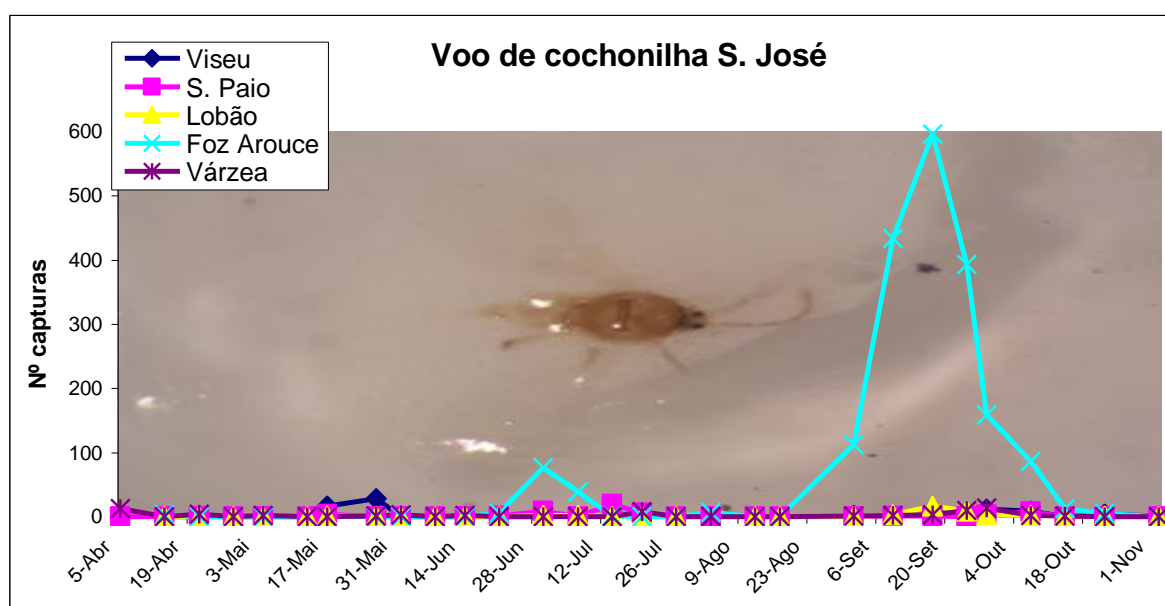 Voo de cochonilha S. José
Viseu
S. Paio
Lobão
Foz Arouce
Várzea
Nº capturas
600
500
400
300
200
100
0
5-Abr
19-Abr
3-Mai
17-Mai
31-Mai
14-Jun
28-Jun
12-Jul
26-Jul
9-Ago
23-Ago
6-Set
20-Set
4-Out
18-Out
1-Nov